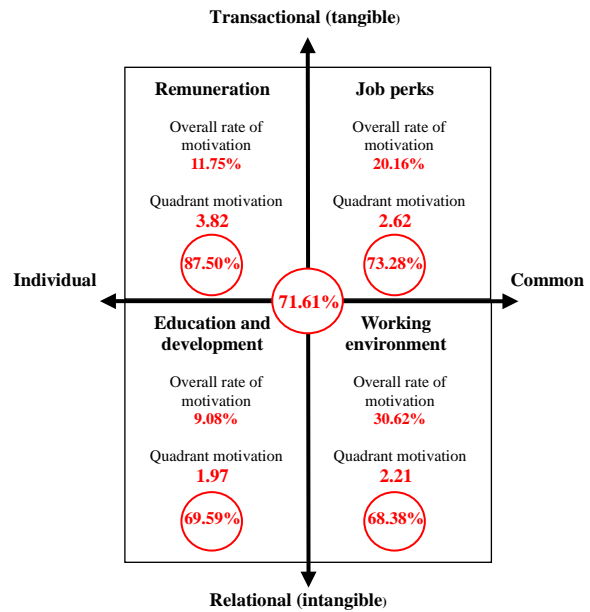 Transactional (tangible)
Remuneration
Overall rate of
motivation
11.75%
Quadrant motivation
3.82
87.50%
Job perks
Overall rate of
motivation
20.16%
Quadrant motivation
2.62
73.28%
Individual
71.61%
Common
Education and
development
Overall rate of
motivation
9.08%
Quadrant motivation
1.97
69.59%
Working
environment
Overall rate of
motivation
30.62%
Quadrant motivation
2.21
68.38%
Relational (intangible)